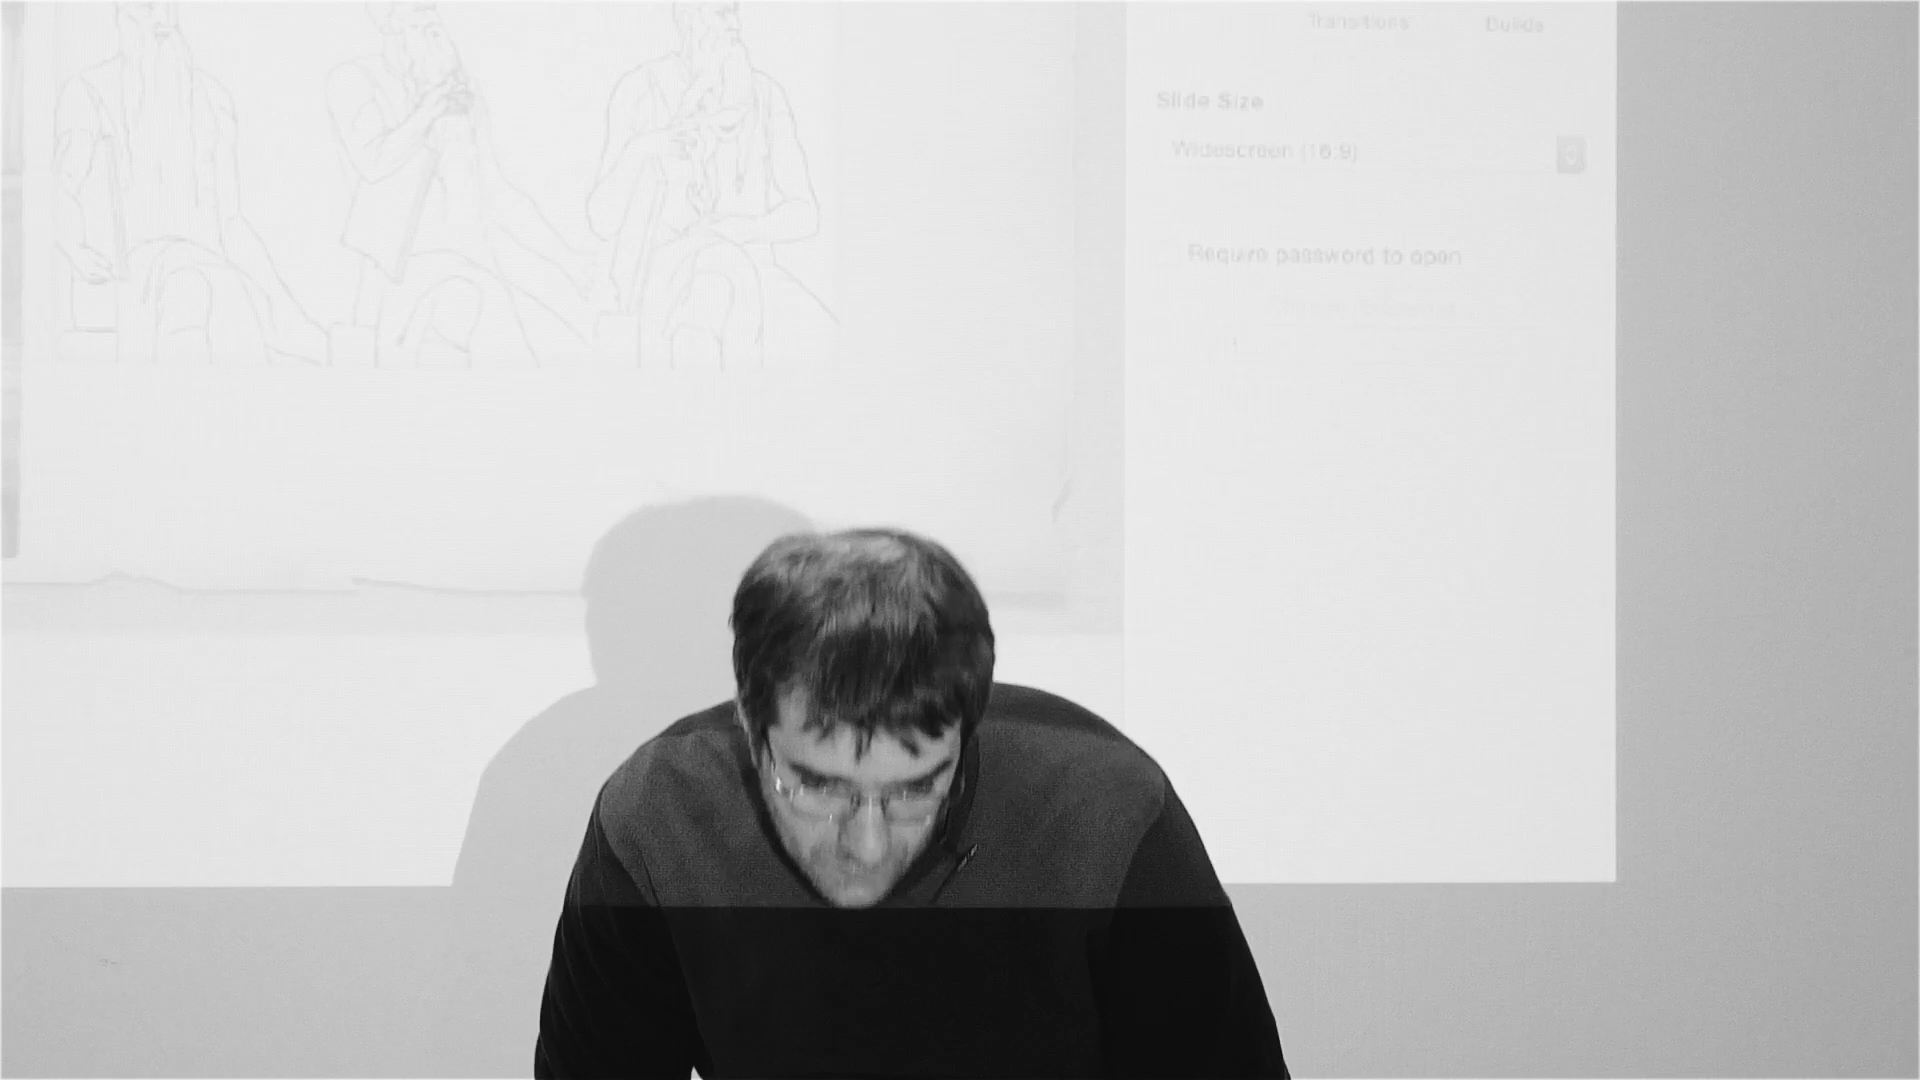 Transitions Builds
Slide Size
Widescreen (16:9)
Require password to open